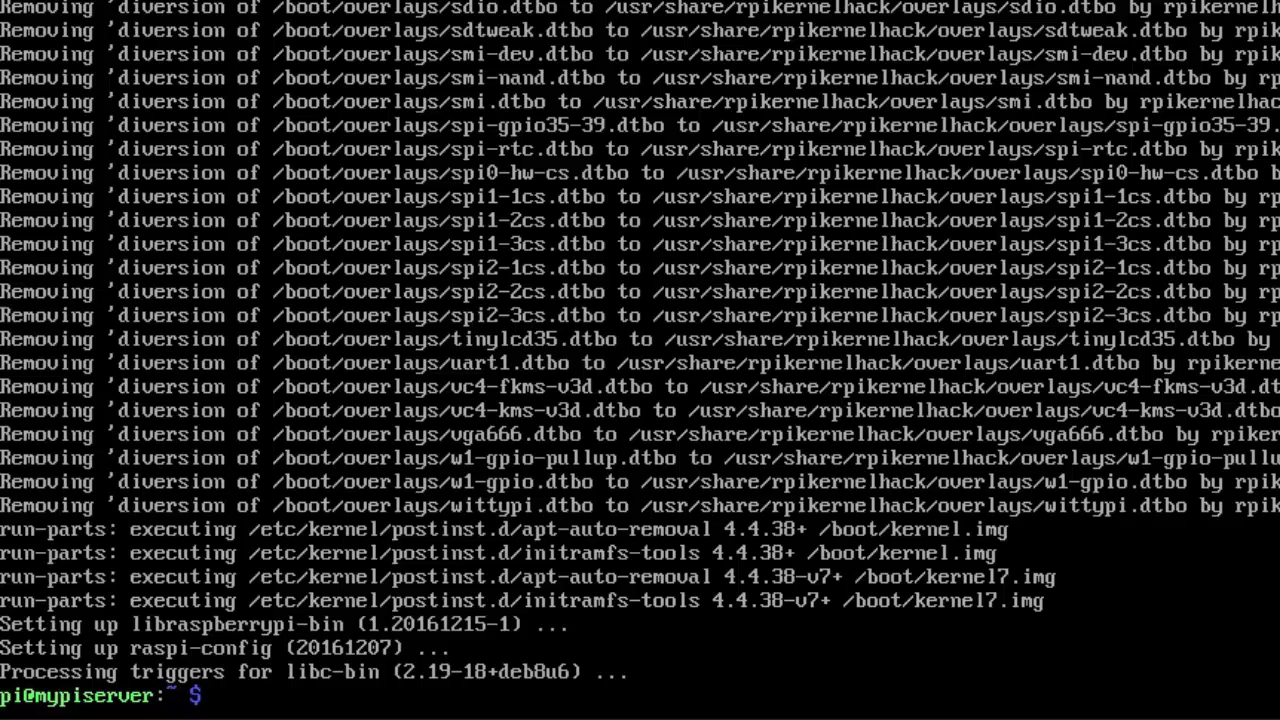 Removing 'diversion of /boot/overlays/sdio.dtbo to /usr/share/rpikernelhack/overlays/sdio.dtbo by rpikernelh
Removing 'diversion of /boot/overlays/sdtweak.dtbo to /usr/share/rpikernelhack/overlays/sdtweak.dtbo by rpik
Removing 'diversion of /boot/overlays/smi-dev.dtbo to /usr/share/rpikernelhack/overlays/smi-dev.dtbo by rpik
Removing 'diversion of /boot/overlays/smi-nand.dtbo to /usr/share/rpikernelhack/overlays/smi-nand.dtbo by rp
Removing 'diversion of /boot/overlays/smi.dtbo to /usr/share/rpikernelhack/overlays/smi.dtbo by rpikernelhac
Removing 'diversion of /boot/overlays/spi-gpio35-39.dtbo to /usr/share/rpikernelhack/overlays/spi-gpio35-39.
Removing 'diversion of /boot/overlays/spi-rtc.dtbo to /usr/share/rpikernelhack/overlays/spi-rtc.dtbo by rpik
Removing 'diversion of /boot/overlays/spi0-hw-cs.dtbo to /usr/share/rpikernelhack/overlays/spi0-hw-cs.dtbo b
Removing 'diversion of /boot/overlays/spi1-1cs.dtbo to /usr/share/rpikernelhack/overlays/spi1-1cs.dtbo by rp
Removing 'diversion of /boot/overlays/spi1-2cs.dtbo to /usr/share/rpikernelhack/overlays/spi1-2cs.dtbo by rp
Removing 'diversion of /boot/overlays/spi1-3cs.dtbo to /usr/share/rpikernelhack/overlays/spi1-3cs.dtbo by rp
Removing 'diversion of /boot/overlays/spi2-1cs.dtbo to /usr/share/rpikernelhack/overlays/spi2-1cs.dtbo by rp
Removing 'diversion of /boot/overlays/spi2-2cs.dtbo to /usr/share/rpikernelhack/overlays/spi2-2cs.dtbo by rp
Removing 'diversion of /boot/overlays/spi2-3cs.dtbo to /usr/share/rpikernelhack/overlays/spi2-3cs.dtbo by rp
Removing 'diversion of /boot/overlays/tinylcd35.dtbo to /usr/share/rpikernelhack/overlays/tinylcd35.dtbo by
Removing 'diversion of /boot/overlays/uart1.dtbo to /usr/share/rpikernelhack/overlays/uart1.dtbo by rpikerne
Removing 'diversion of /boot/overlays/vc4-fkms-v3d.dtbo to /usr/share/rpikernelhack/overlays/vc4-fkms-v3d.dt
Removing 'diversion of /boot/overlays/vc4-kms-v3d.dtbo to /usr/share/rpikernelhack/overlays/vc4-kms-v3d.dtbo
Removing 'diversion of /boot/overlays/vga666.dtbo to /usr/share/rpikernelhack/overlays/vga666.dtbo by rpiker
Removing 'diversion of /boot/overlays/w1-gpio-pullup.dtbo to /usr/share/rpikernelhack/overlays/w1-gpio-pullu
Removing 'diversion of /boot/overlays/w1-gpio.dtbo to /usr/share/rpikernelhack/overlays/w1-gpio.dtbo by rpik
Removing 'diversion of /boot/overlays/wittypi.dtbo to /usr/share/rpikernelhack/overlays/wittypi.dtbo by rpik
run-parts: executing /etc/kernel/postinst.d/apt-auto-removal 4.4.38+ /boot/kernel.img
run-parts: executing /etc/kernel/postinst.d/initramfs-tools 4.4.38+ /boot/kernel.img
run-parts: executing /etc/kernel/postinst.d/apt-auto-removal 4.4.38-v7+ /boot/kernel7.img
run-parts: executing /etc/kernel/postinst.d/initramfs-tools 4.4.38-v7+ /boot/kernel7.img
Setting up libraspberrypi-bin (1.20161215-1) ...
Setting up raspi-config (20161207) ...
Processing triggers for libc-bin (2.19-18+deb8u6) ...
pi@mypiserver:~ $